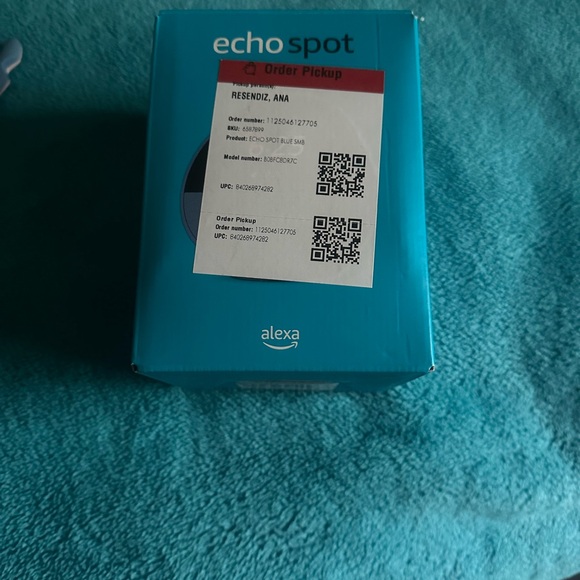 echo spot
Order Pickup
RESENDIZ, ANA
Order number: 1125046127705
SKU: 6587899
Product: ECHO SPOT BLUE SMB
Model number: B0BFC8DR7C
UPC: 840268974282
Order Pickup
Order number: 1125046127705
UPC: 840268974282
alexa